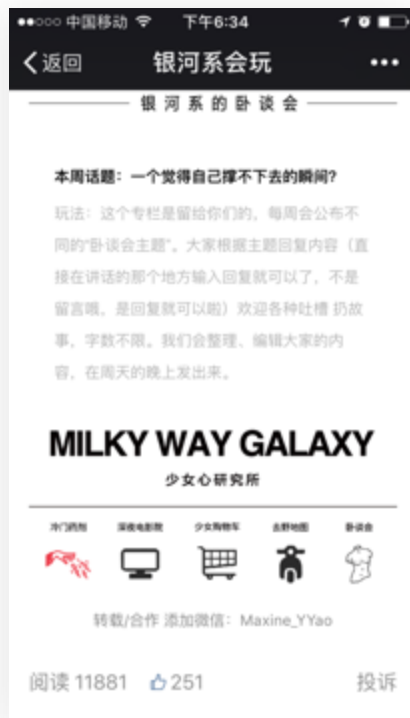 中国移动 下午6:34
返回 银河系会玩
银河系的卧谈会
本周话题：一个觉得自己撑不下去的瞬间？
玩法：这个专栏是留给你们的，每周会公布不
同的“卧谈会主题”。大家根据主题回复内容（直
接在讲话的那个地方输入回复就可以了，不是
留言哦，是回复就可以啦）欢迎各种吐槽 扔故
事，字数不限。我们会整理、编辑大家的内
容，在周天的晚上发出来。
MILKY WAY GALAXY
少女心研究所
冷门药剂 深夜电影院 少女购物车 去野地图 卧谈会
转载/合作 添加微信：Maxine_YYao
阅读 11881 251 投诉